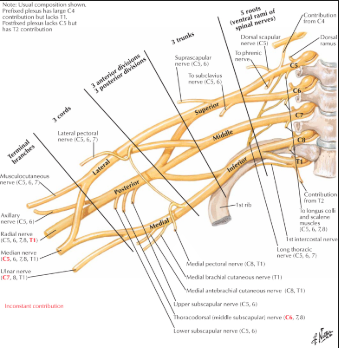 Note: Usual composition shown.
Prefixed plexus has large C4
contribution but lacks T1.
Postfixed plexus lacks C5 but
has T2 contribution
5 roots
(ventral rami of
spinal nerves)
Contribution
from C4
Dorsal
ramus
Dorsal scapular
nerve (C5)
To phrenic
nerve
3 trunks
Suprascapular
nerve (C5, 6)
To subclavius
nerve (C5, 6)
3 anterior divisions
3 posterior divisions
3 cords
Lateral pectoral
nerve (C5, 6, 7)
Terminal
branches
Musculocutaneous
nerve (C5, 6, 7)
Axillary
nerve (C5, 6)
Radial nerve
(C5, 6, 7,8, T1)
Median nerve
(C5, 6, 7,8, T1)
Ulnar nerve
(C7, 8, T1)
Inconstant contribution
C5
C6
C7
C8
T1
Superior
Middle
Inferior
Lateral
Posterior
Medial
1st rib
Contribution
from T2
To longus colli
and scalene
muscles
(C5, 6, 7,8)
1st intercostal nerve
Long thoracic
nerve (C5, 6, 7)
Medial pectoral nerve (C8, T1)
Medial brachial cutaneous nerve (T1)
Medial antebrachial cutaneous nerve (C8, T1)
Upper subscapular nerve (C5, 6)
Thoracodorsal (middle subscapular) nerve (C6, 7,8)
Lower subscapular nerve (C5, 6)